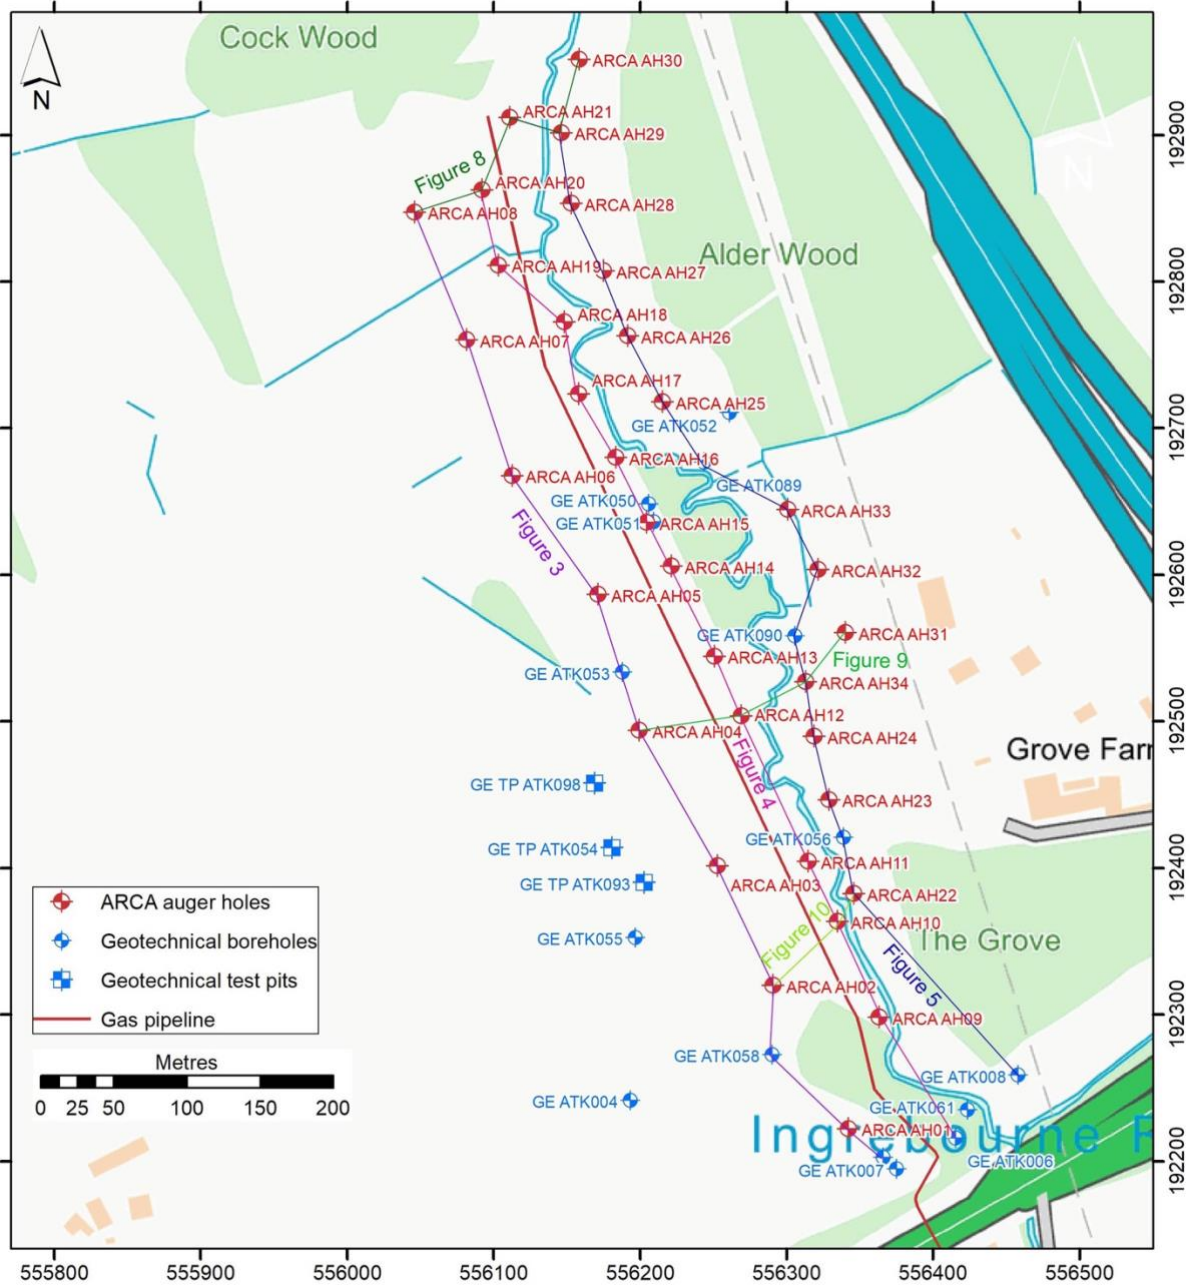 Cock Wood
N
ARCA AH30
ARCA AH21
ARCA AH29
192900
Figure 8
N
ARCA AH20
ARCA AH28
ARCA AH08
Alder Wood
ARCA AH19
ARCA AH27
192800
ARCA AH18
ARCA AH26
ARCA AH07
ARCA AH17
ARCA AH25
GE ATK052
192700
ARCA AH16
ARCA AH06
GE ATK089
GE ATK050
ARCA AH33
GE ATK051
ARCA AH15
Figure 3
ARCA AH14
ARCA AH32
192600
ARCA AH05
GE ATK090
ARCA AH31
ARCA AH13
Figure 9
GE ATK053
ARCA AH34
ARCA AH12
192500
ARCA AH04
ARCA AH24
Grove Farr
Figure 4
GE TP ATK098
ARCA AH23
GE ATK056
GE TP ATK054
ARCA AH11
192400
GE TP ATK093
ARCA AH03
ARCA AH22
ARCA AH10
Figure 10
GE ATK055
The Grove
Figure 5
ARCA AH02
ARCA AH09
192300
GE ATK058
GE ATK008
GE ATK004
GE ATK061
ARCA AH01
Inglebourne R
GE ATK006
GE ATK007
192200
ARCA auger holes
Geotechnical boreholes
Geotechnical test pits
Gas pipeline
Metres
0 25 50 100 150 200
555800 555900 556000 556100 556200 556300 556400 556500